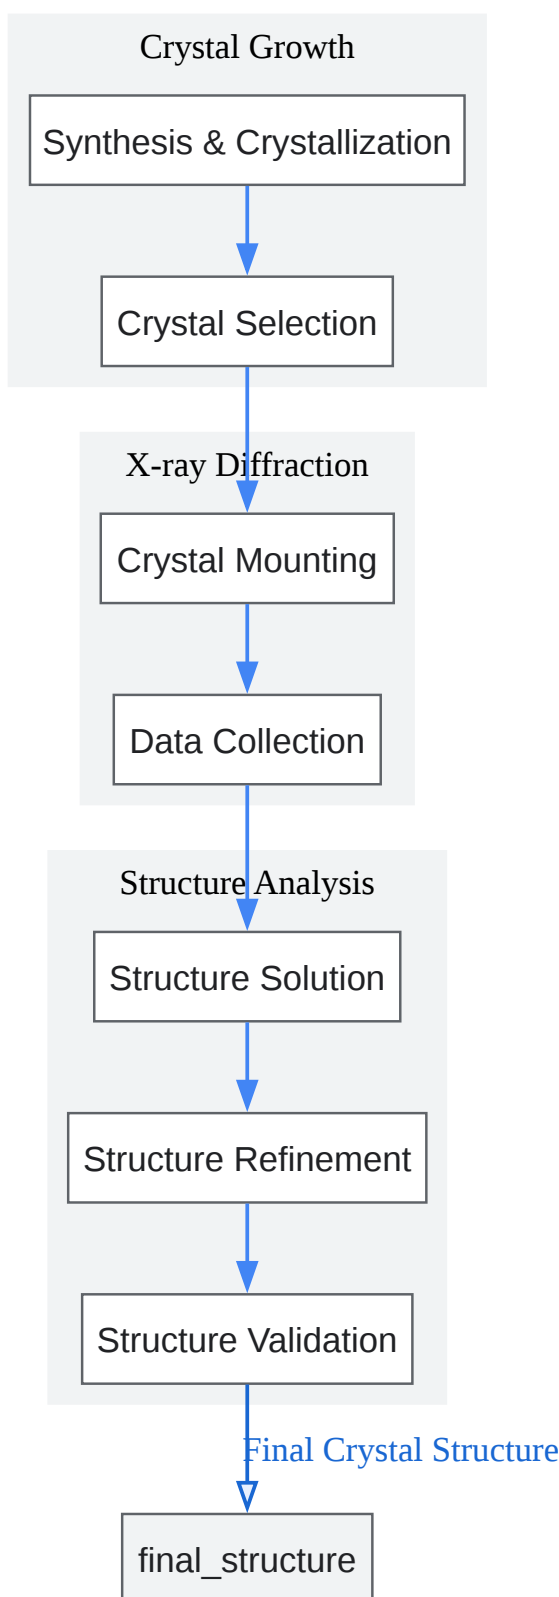 Crystal Growth
Synthesis & Crystallization
Crystal Selection
X-ray Diffraction
Crystal Mounting
Data Collection
Structure Analysis
Structure Solution
Structure Refinement
Structure Validation
Final Crystal Structure
final_structure